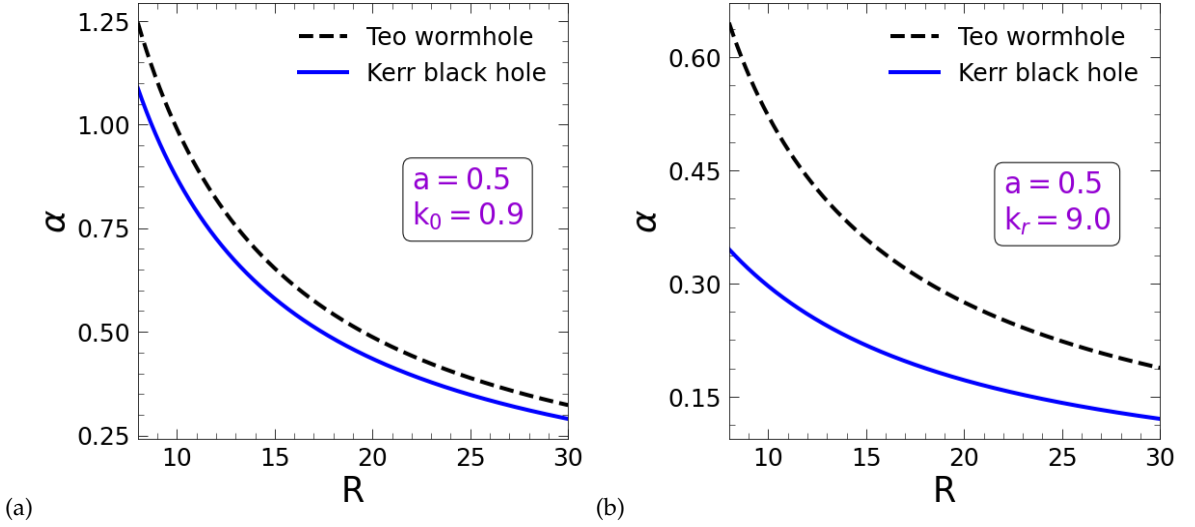 1.25
1.00
0.75
0.50
0.25
α
10
15
20
25
30
R
Teo wormhole
Kerr black hole
a = 0.5
k₀ = 0.9
(a)
0.60
0.45
0.30
0.15
α
10
15
20
25
30
R
Teo wormhole
Kerr black hole
a = 0.5
kᵣ = 9.0
(b)